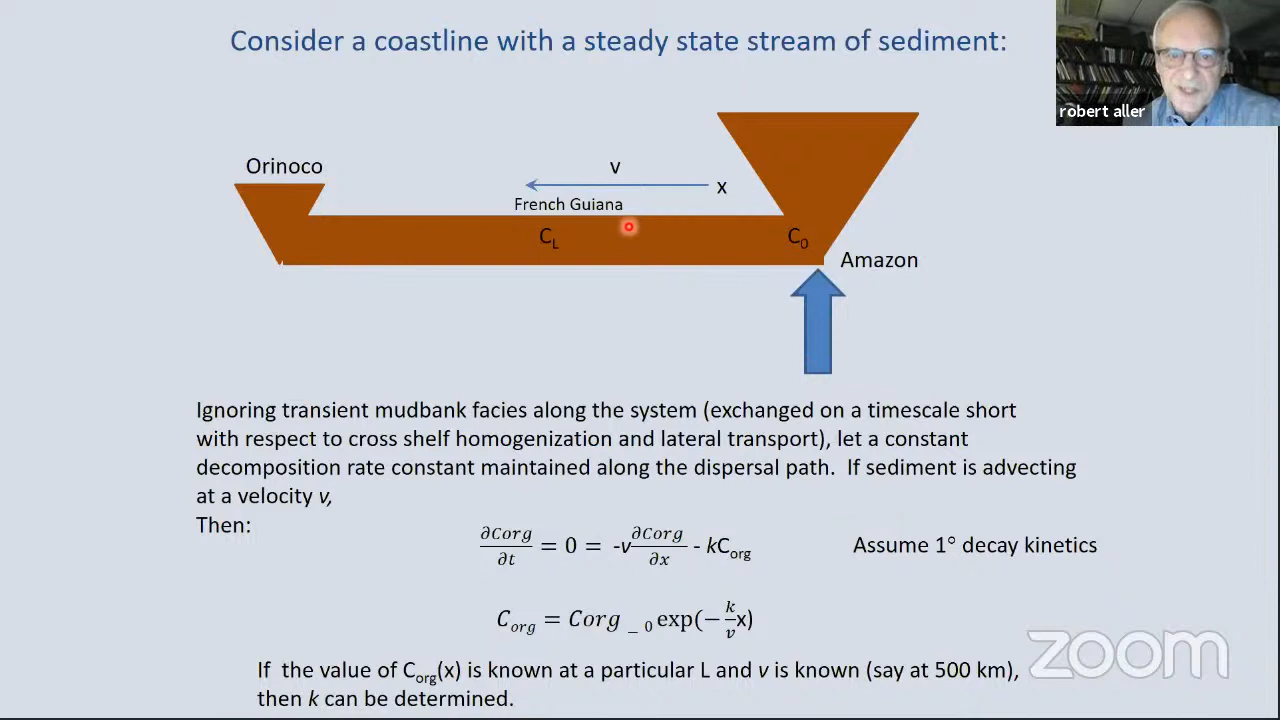 Consider a coastline with a steady state stream of sediment:
robert aller
Orinoco
v
x
French Guiana
C_L
C_0
Amazon
Ignoring transient mudbank facies along the system (exchanged on a timescale short
with respect to cross shelf homogenization and lateral transport), let a constant
decomposition rate constant maintained along the dispersal path. If sediment is advecting
at a velocity v,
Then:
∂Corg/∂t = 0 = -v ∂Corg/∂x - kC_org
Assume 1° decay kinetics
C_org = Corg _ 0 exp(− k/v x)
If the value of C_org(x) is known at a particular L and v is known (say at 500 km),
then k can be determined.
zoom